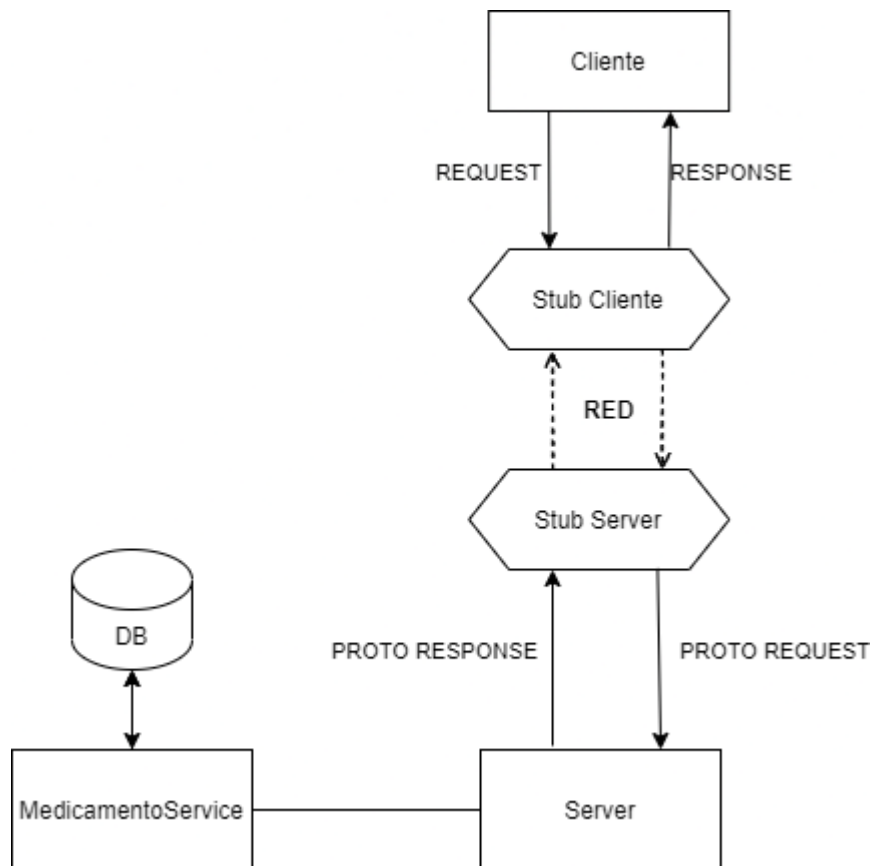 Cliente
REQUEST
RESPONSE
Stub Cliente
RED
Stub Server
DB
PROTO RESPONSE
PROTO REQUEST
MedicamentoService
Server